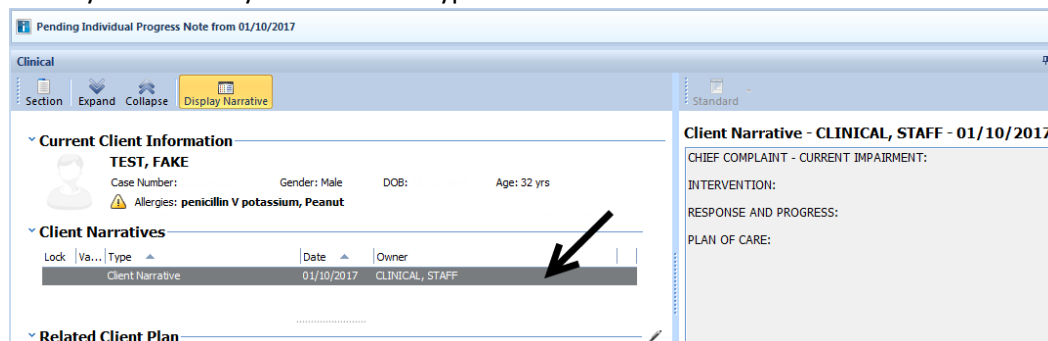 Pending Individual Progress Note from 01/10/2017
Clinical
Section Expand Collapse Display Narrative
Standard
Current Client Information
TEST, FAKE
Case Number: Gender: Male DOB: Age: 32 yrs
Allergies: penicillin V potassium, Peanut
Client Narratives
Lock Va... Type Date Owner
Client Narrative 01/10/2017 CLINICAL, STAFF
Related Client Plan
Client Narrative - CLINICAL, STAFF - 01/10/2017
CHIEF COMPLAINT - CURRENT IMPAIRMENT:
INTERVENTION:
RESPONSE AND PROGRESS:
PLAN OF CARE: